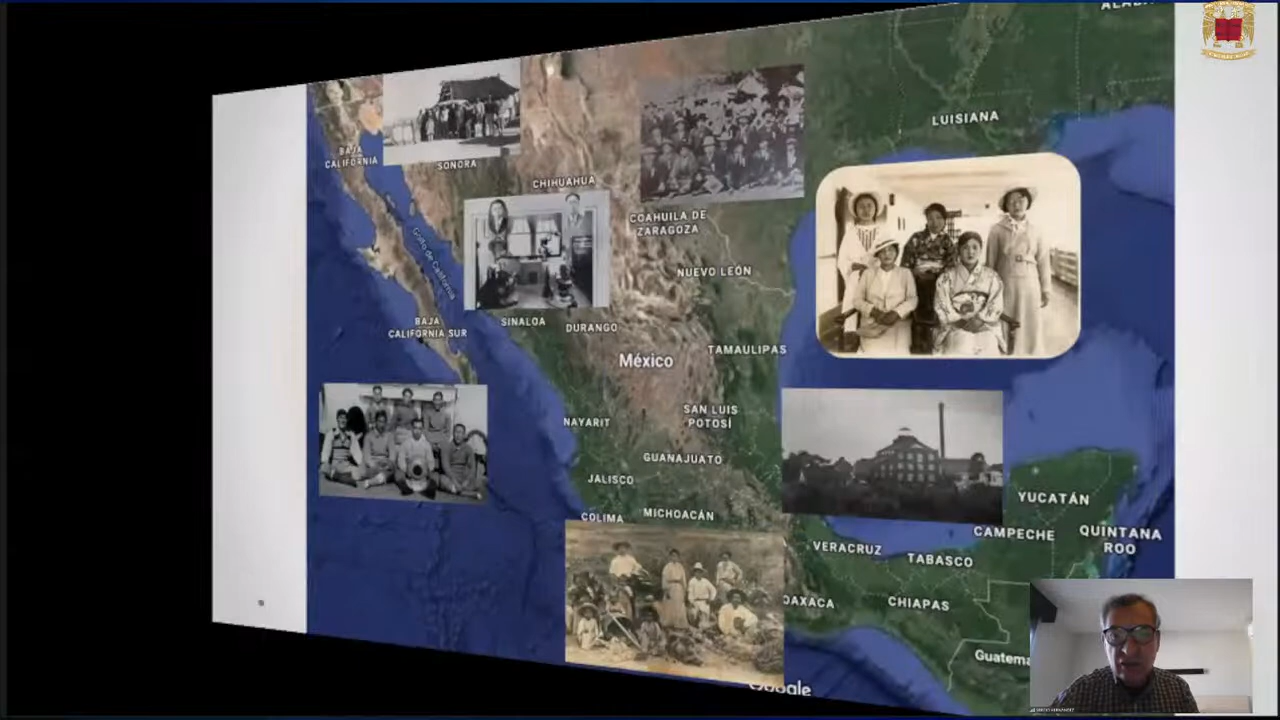 LUISIANA
BAJA
CALIFORNIA
SONORA
CHIHUAHUA
COAHUILA DE
ZARAGOZA
Golfo de California
NUEVO LEÓN
BAJA
CALIFORNIA SUR
SINALOA
DURANGO
México
TAMAULIPAS
NAYARIT
SAN LUIS
POTOSÍ
GUANAJUATO
JALISCO
COLIMA
MICHOACÁN
YUCATÁN
CAMPECHE
QUINTANA
ROO
VERACRUZ
TABASCO
OAXACA
CHIAPAS
Guatema
Google